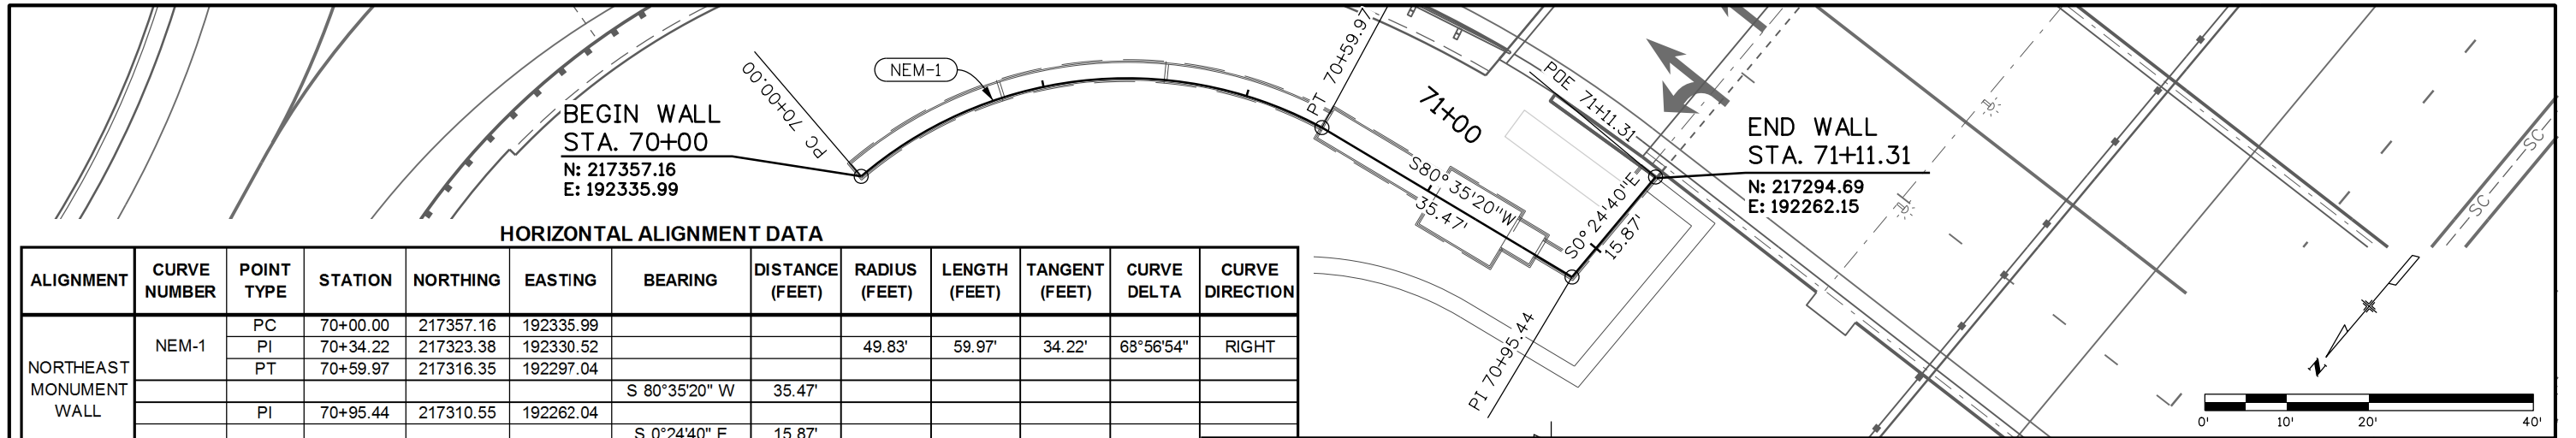 PC 70+00.00
NEM-1
BEGIN WALL
STA. 70+00
N: 217357.16
E: 192335.99
PT 70+59.97
71+00
POE 71+11.31
END WALL
STA. 71+11.31
N: 217294.69
E: 192262.15
S80°35'20"W
35.47'
S0°24'40"E
15.87'
PI 70+95.44
SC
SC
N
0' 10' 20' 40'
HORIZONTAL ALIGNMENT DATA
ALIGNMENT CURVE NUMBER POINT TYPE STATION NORTHING EASTING BEARING DISTANCE (FEET) RADIUS (FEET) LENGTH (FEET) TANGENT (FEET) CURVE DELTA CURVE DIRECTION
NORTHEAST MONUMENT WALL
NEM-1
PC 70+00.00 217357.16 192335.99
PI 70+34.22 217323.38 192330.52 49.83' 59.97' 34.22' 68°56'54" RIGHT
PT 70+59.97 217316.35 192297.04
S 80°35'20" W 35.47'
PI 70+95.44 217310.55 192262.04
S 0°24'40" E 15.87'